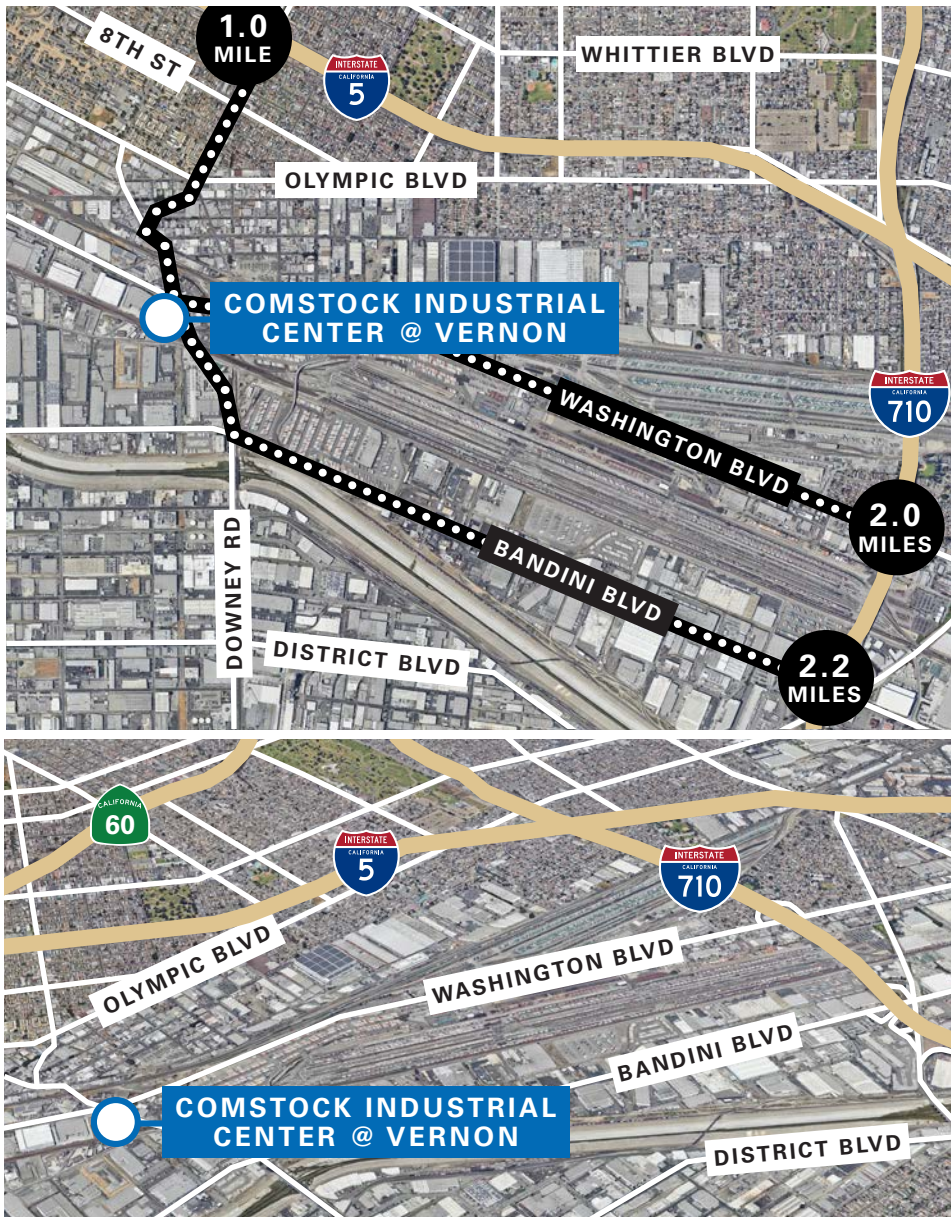 1.0
MILE
8TH ST
INTERSTATE
CALIFORNIA
5
WHITTIER BLVD
OLYMPIC BLVD
COMSTOCK INDUSTRIAL
CENTER @ VERNON
INTERSTATE
CALIFORNIA
710
WASHINGTON BLVD
2.0
MILES
BANDINI BLVD
DOWNEY RD
DISTRICT BLVD
2.2
MILES
CALIFORNIA
60
INTERSTATE
CALIFORNIA
5
INTERSTATE
CALIFORNIA
710
OLYMPIC BLVD
WASHINGTON BLVD
BANDINI BLVD
COMSTOCK INDUSTRIAL
CENTER @ VERNON
DISTRICT BLVD